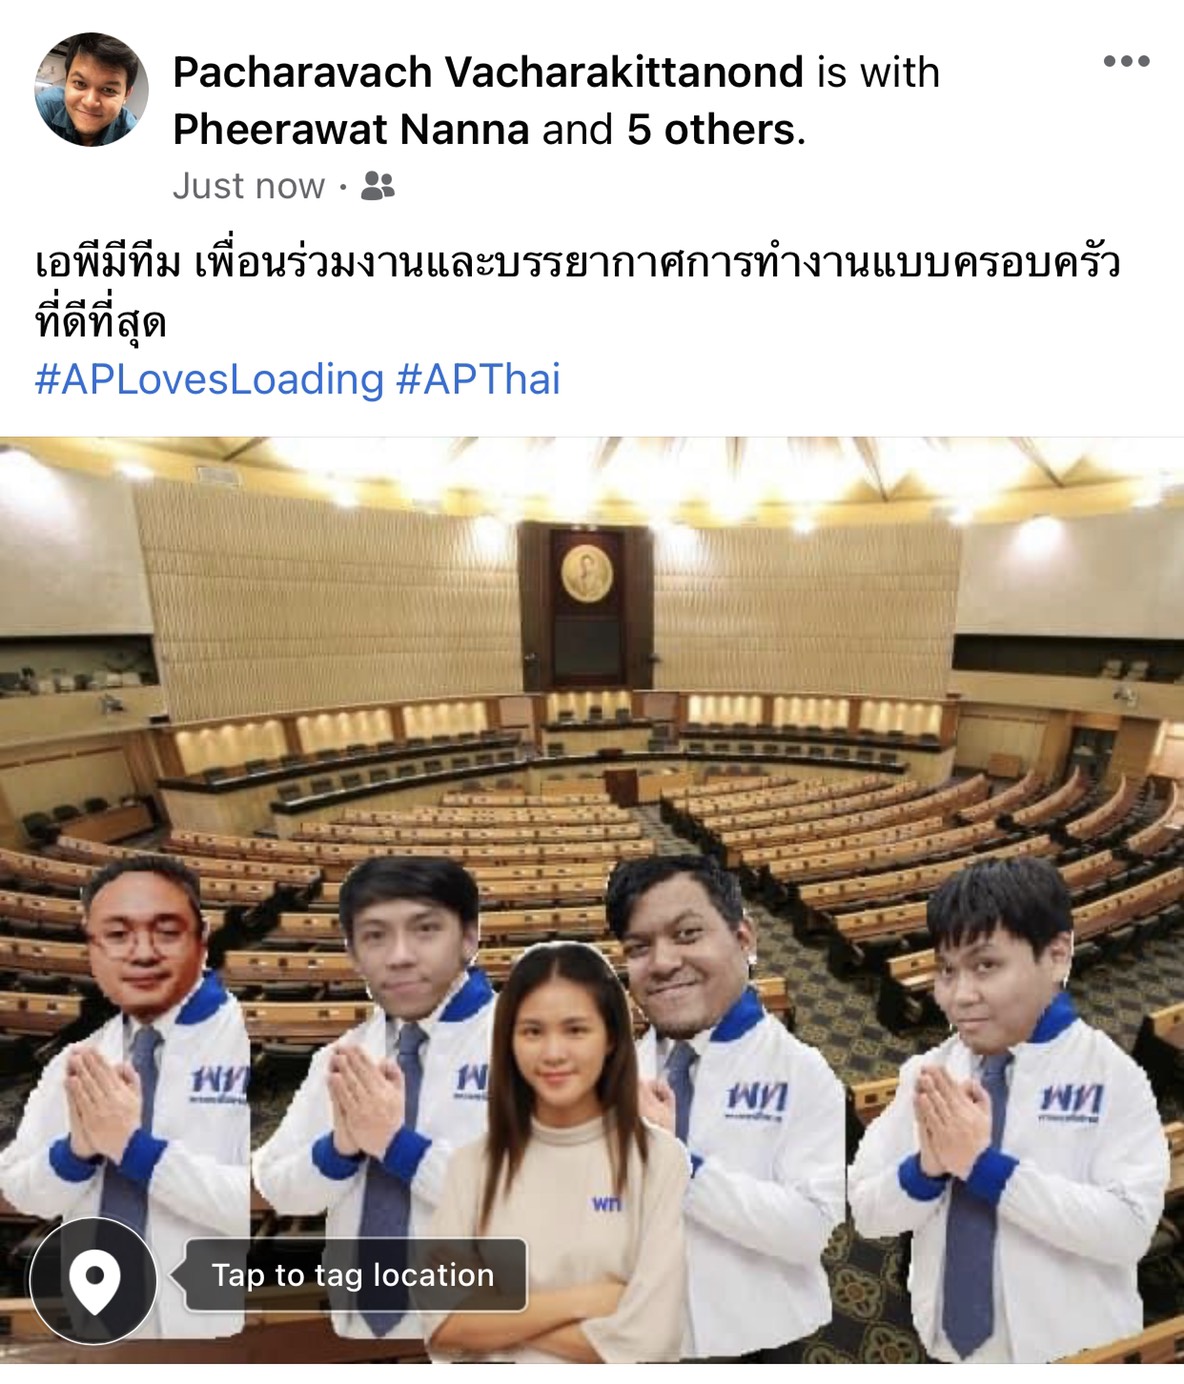 Pacharavach Vacharakittanond is with
Pheerawat Nanna and 5 others.
Just now ·
เอพีมีทีม เพื่อนร่วมงานและบรรยากาศการทำงานแบบครอบครัว
ที่ดีที่สุด
#APLovesLoading #APThai
พท
พท
พท
พท
พท
Tap to tag location